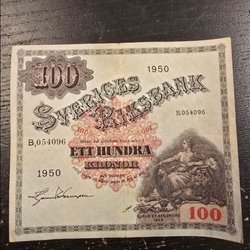 100
1950
SVERIGES
RIKSBANK
B,054096
B,054096
ETT HUNDRA
KRONOR
1950
100